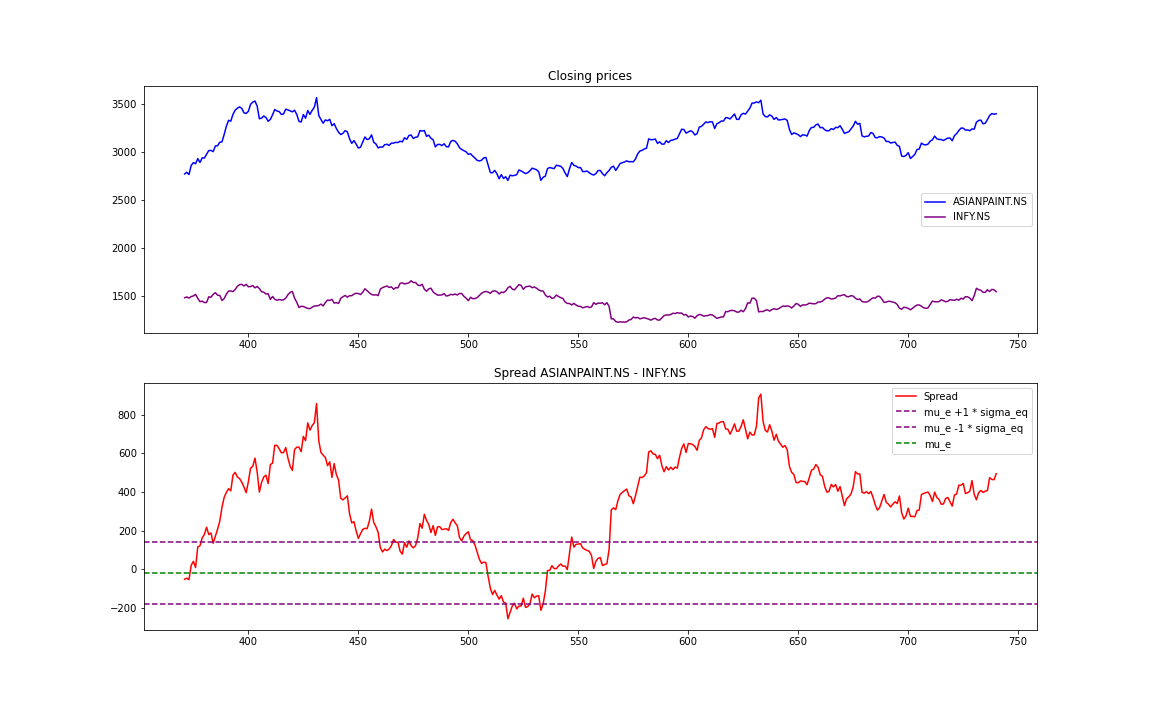 Closing prices
3500
3000
2500
2000
1500
ASIANPAINT.NS
INFY.NS
400 450 500 550 600 650 700 750
Spread ASIANPAINT.NS - INFY.NS
800
600
400
200
0
−200
Spread
mu_e +1 * sigma_eq
mu_e -1 * sigma_eq
mu_e
400 450 500 550 600 650 700 750